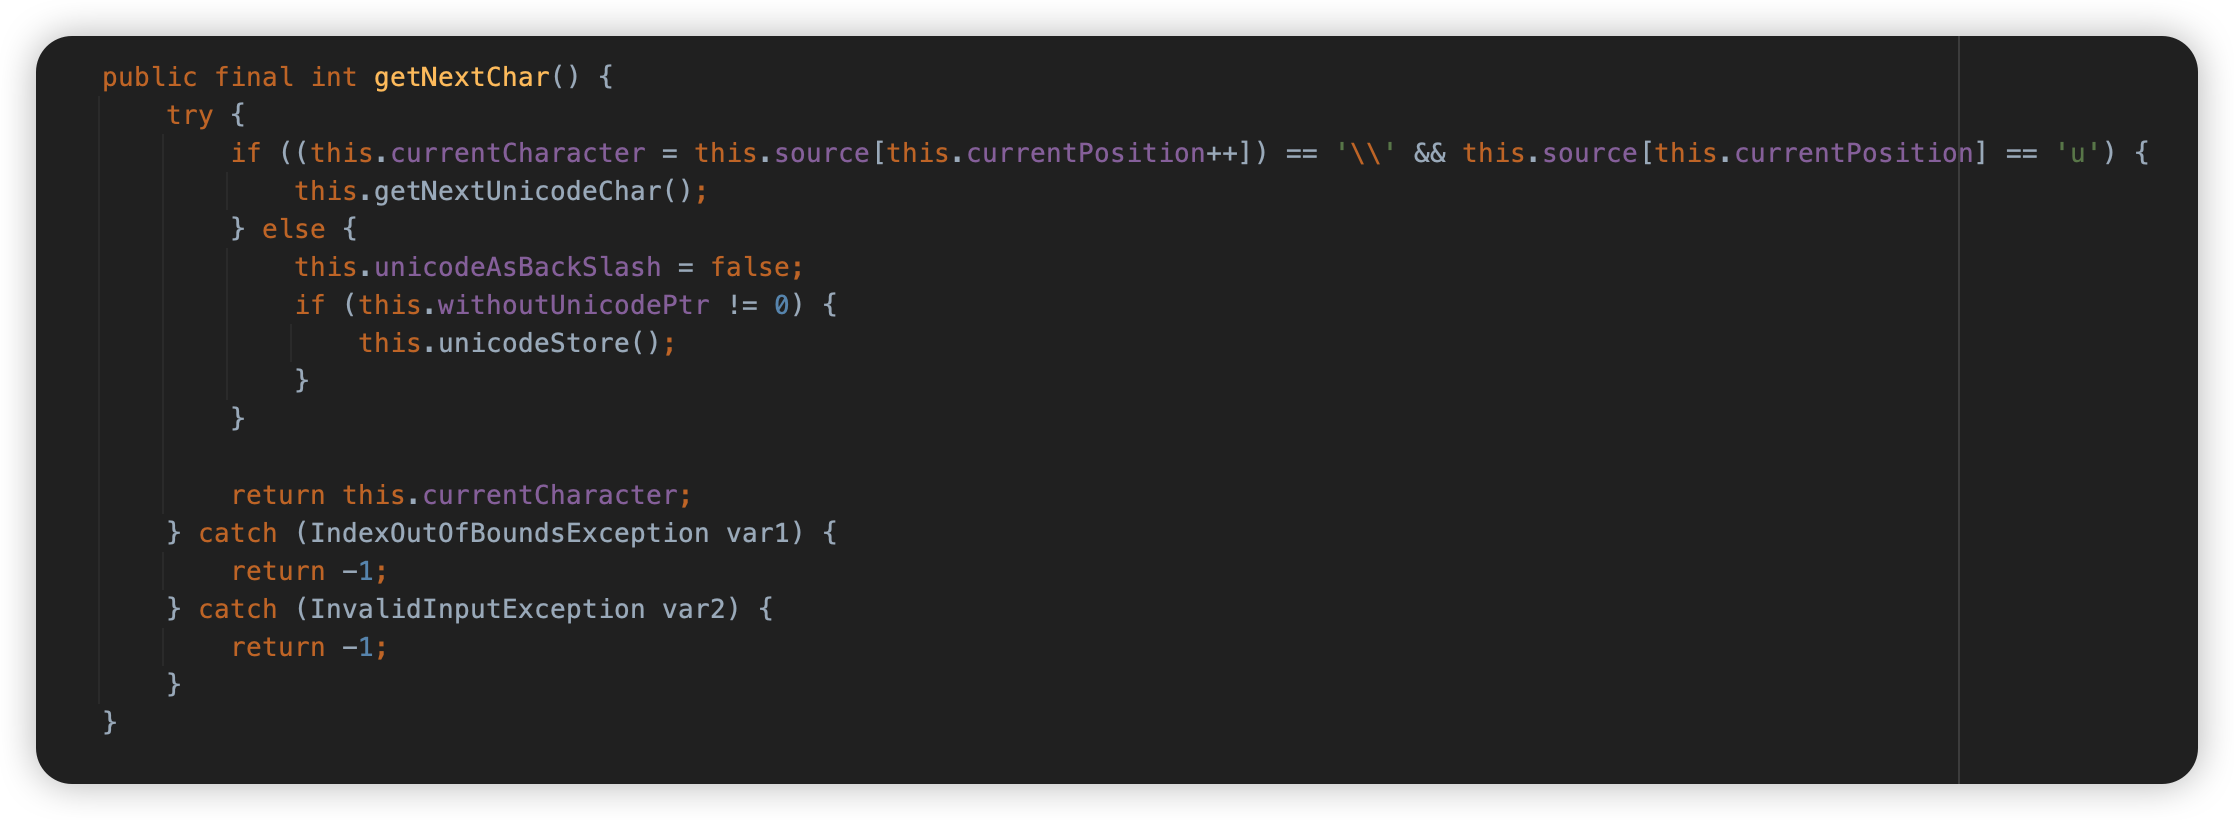 public final int getNextChar() {
    try {
        if ((this.currentCharacter = this.source[this.currentPosition++]) == '\\' && this.source[this.currentPosition] == 'u') {
            this.getNextUnicodeChar();
        } else {
            this.unicodeAsBackSlash = false;
            if (this.withoutUnicodePtr != 0) {
                this.unicodeStore();
            }
        }

        return this.currentCharacter;
    } catch (IndexOutOfBoundsException var1) {
        return -1;
    } catch (InvalidInputException var2) {
        return -1;
    }
}